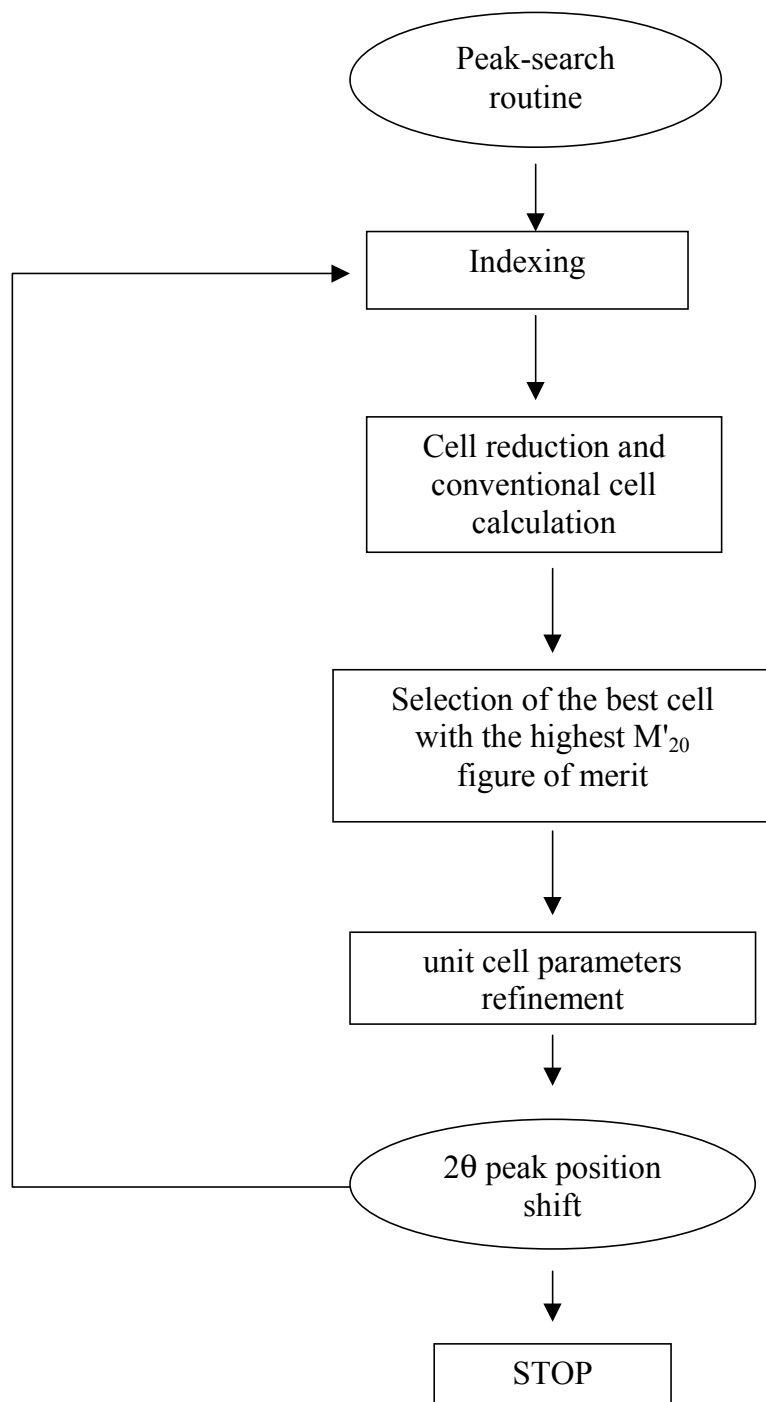 Peak-search
routine
Indexing
Cell reduction and
conventional cell
calculation
Selection of the best cell
with the highest M'₂₀
figure of merit
unit cell parameters
refinement
2θ peak position
shift
STOP